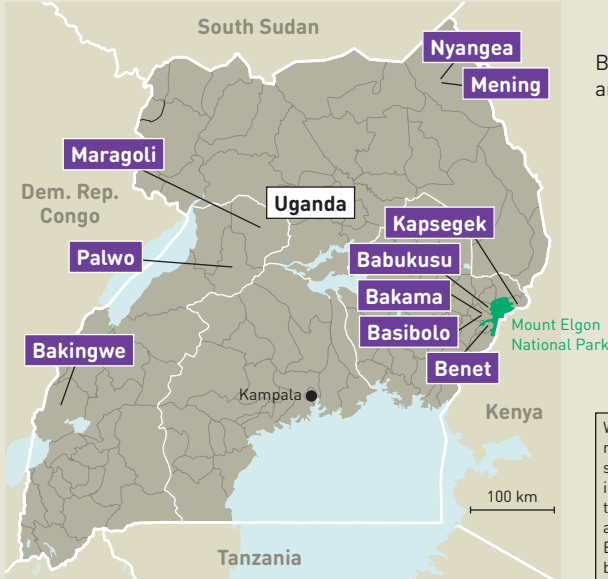 South Sudan
Nyangea
Mening
Maragoli
Dem. Rep.
Congo
Uganda
Kapsegek
Palwo
Babukusu
Bakama
Basibolo
Mount Elgon
National Park
Bakingwe
Benet
Kampala
Kenya
100 km
Tanzania